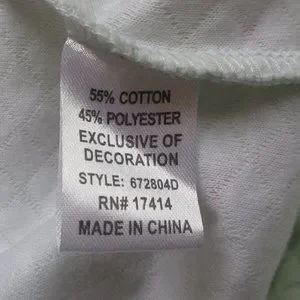 55% COTTON
45% POLYESTER
EXCLUSIVE OF
DECORATION
STYLE: 672804D
RN# 17414
MADE IN CHINA